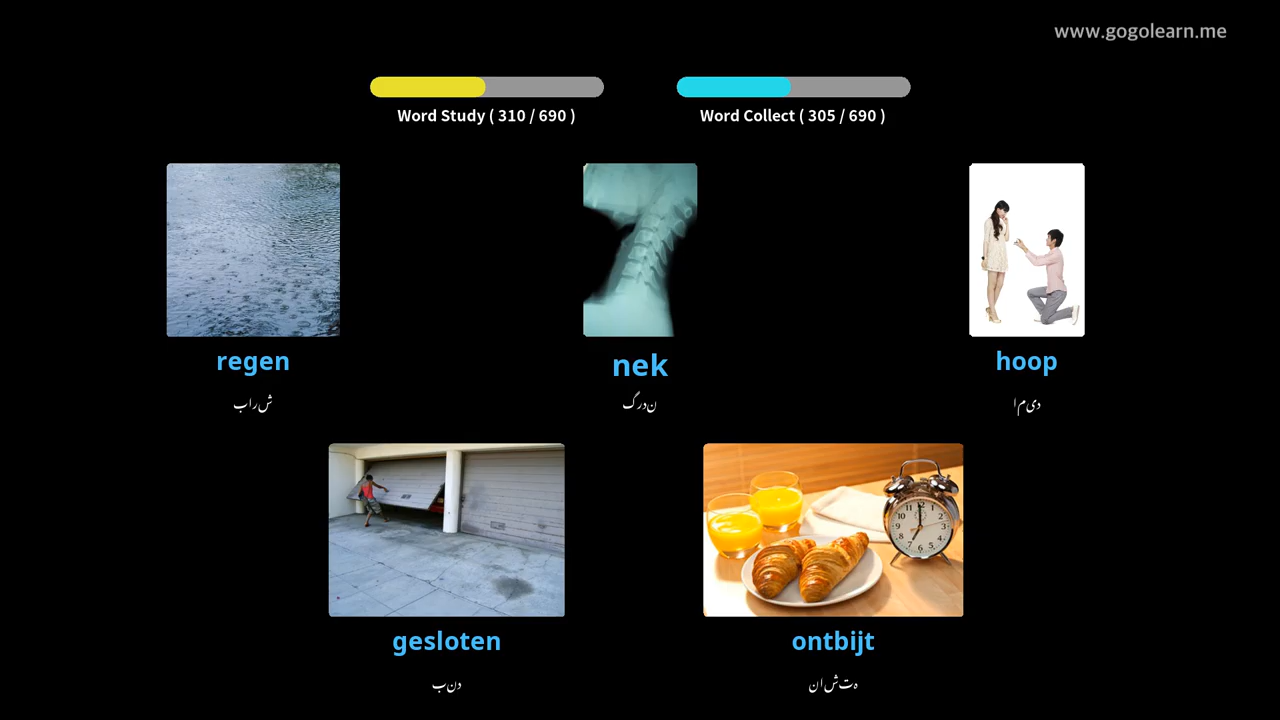 www.gogolearn.me
Word Study ( 310 / 690 )
Word Collect ( 305 / 690 )
regen
بارش
nek
گردن
hoop
امید
gesloten
بند
ontbijt
ناشته